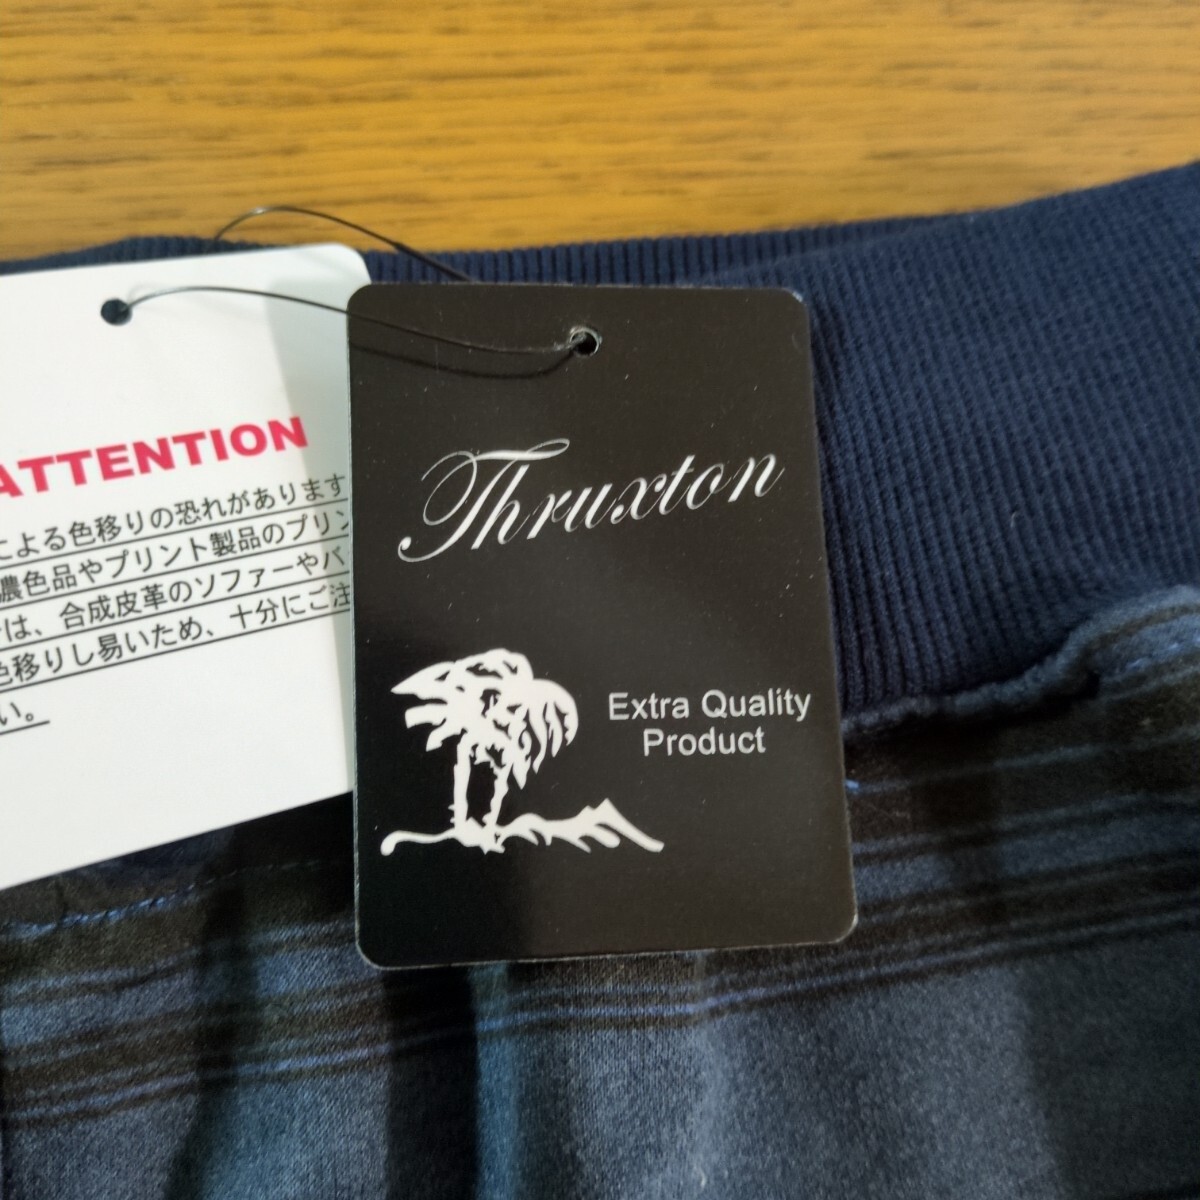 ATTENTION
による色移りの恐れがあります
濃色品やプリント製品のプリン
は、合成皮革のソファーやバ
色移りし易いため、十分にご注
い。
Thruxton
Extra Quality
Product